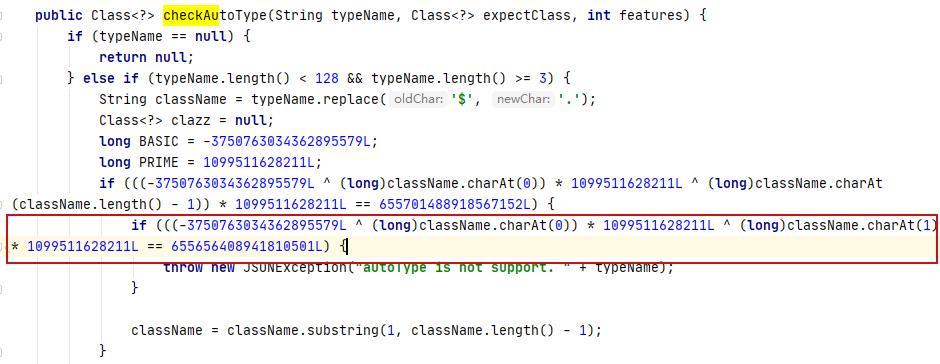 public Class<?> checkAutoType(String typeName, Class<?> expectClass, int features) {
if (typeName == null) {
return null;
} else if (typeName.length() < 128 && typeName.length() >= 3) {
String className = typeName.replace( oldChar: '$', newChar: '.');
Class<?> clazz = null;
long BASIC = -3750763034362895579L;
long PRIME = 1099511628211L;
if (((-3750763034362895579L ^ (long)className.charAt(0)) * 1099511628211L ^ (long)className.charAt
(className.length() - 1)) * 1099511628211L == 655701488918567152L) {
if (((-3750763034362895579L ^ (long)className.charAt(0)) * 1099511628211L ^ (long)className.charAt(1)
* 1099511628211L == 655656408941810501L) {
throw new JSONException("autoType is not support. " + typeName);
}
className = className.substring(1, className.length() - 1);
}